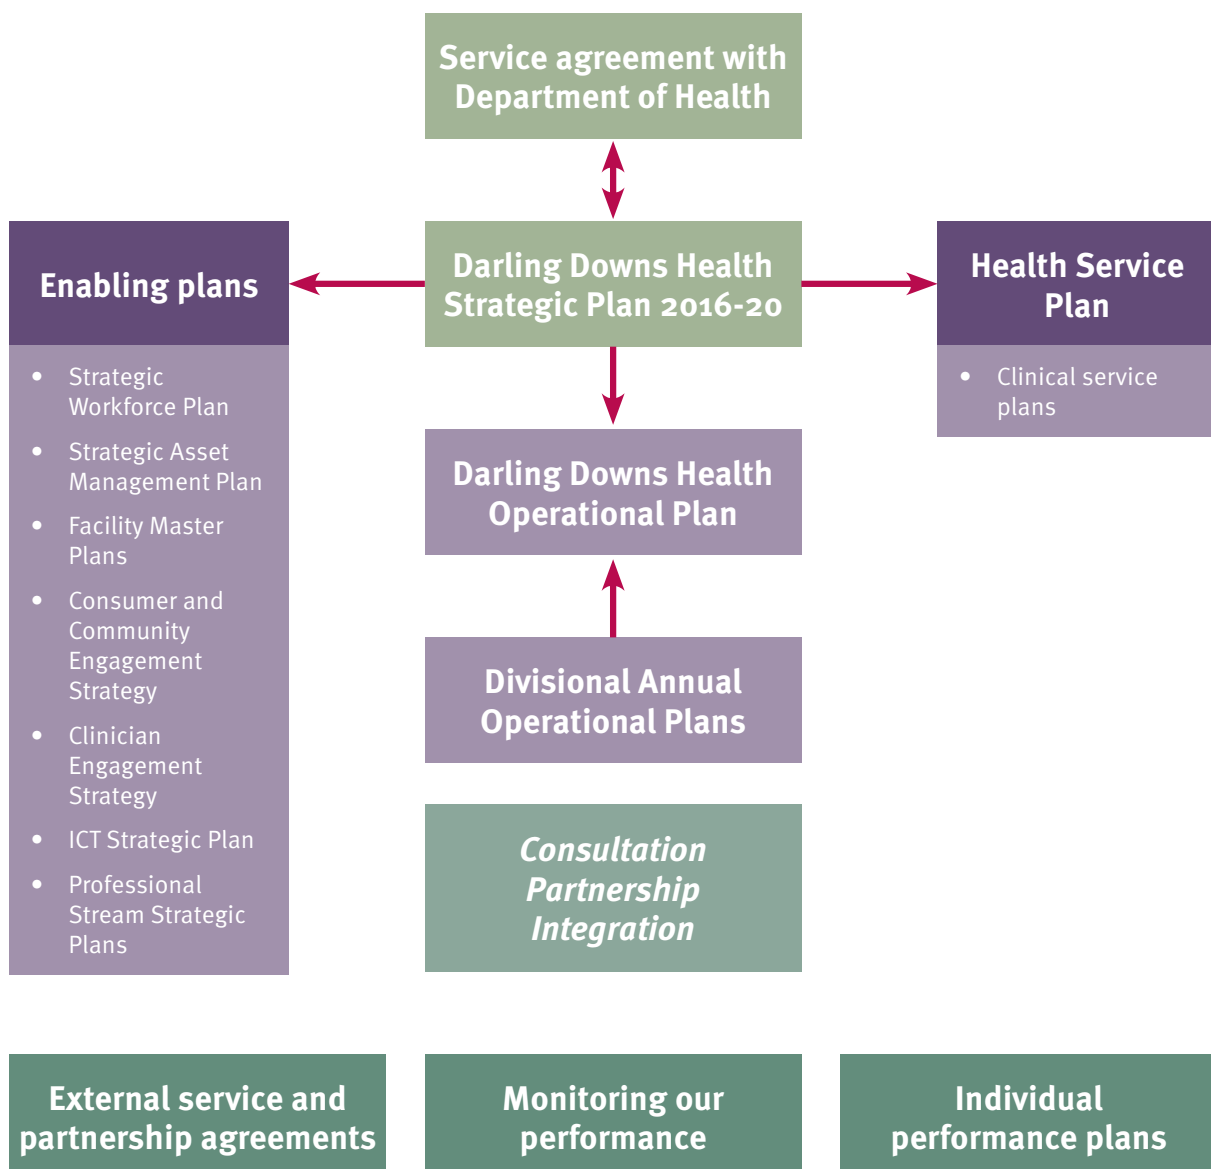 Service agreement with
Department of Health
Enabling plans
• Strategic
Workforce Plan
• Strategic Asset
Management Plan
• Facility Master
Plans
• Consumer and
Community
Engagement
Strategy
• Clinician
Engagement
Strategy
• ICT Strategic Plan
• Professional
Stream Strategic
Plans
Darling Downs Health
Strategic Plan 2016-20
Health Service
Plan
• Clinical service
plans
Darling Downs Health
Operational Plan
Divisional Annual
Operational Plans
Consultation
Partnership
Integration
External service and
partnership agreements
Monitoring our
performance
Individual
performance plans